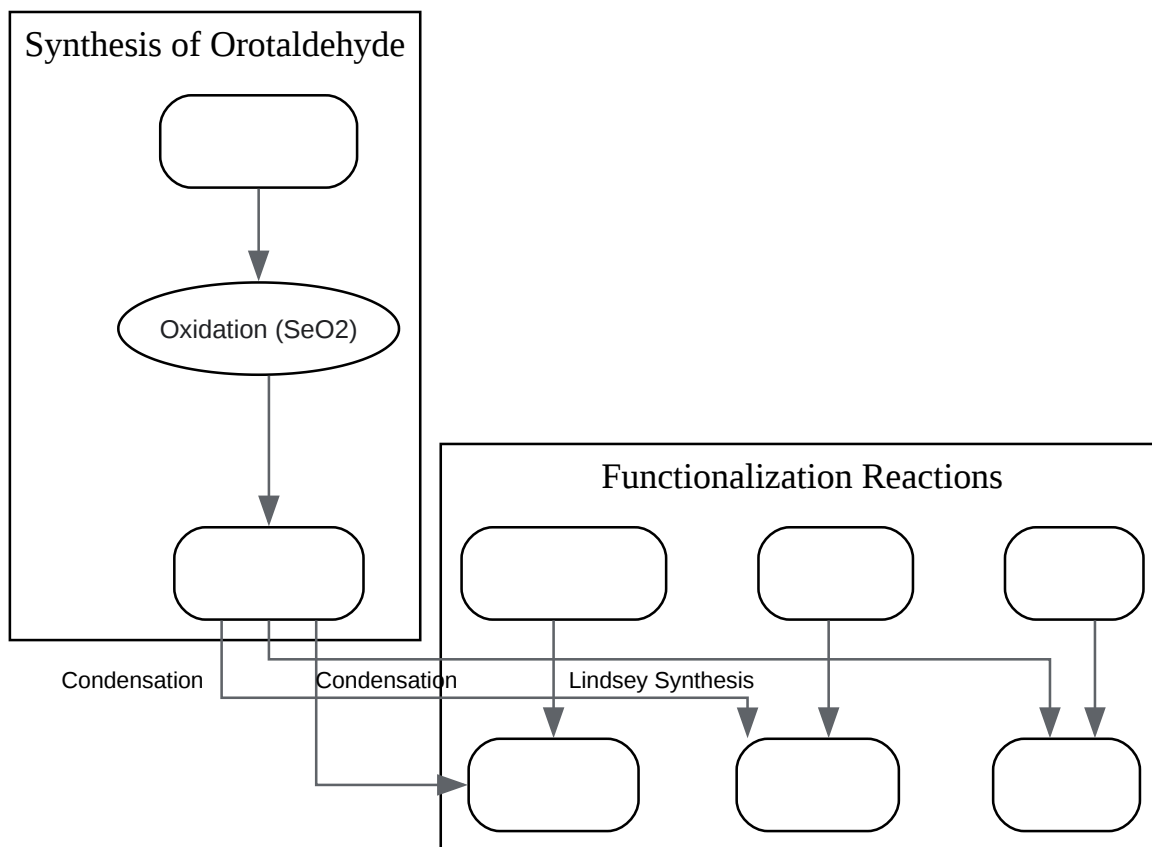 Synthesis of Orotaldehyde
Oxidation (SeO2)
Functionalization Reactions
Condensation
Condensation
Lindsey Synthesis